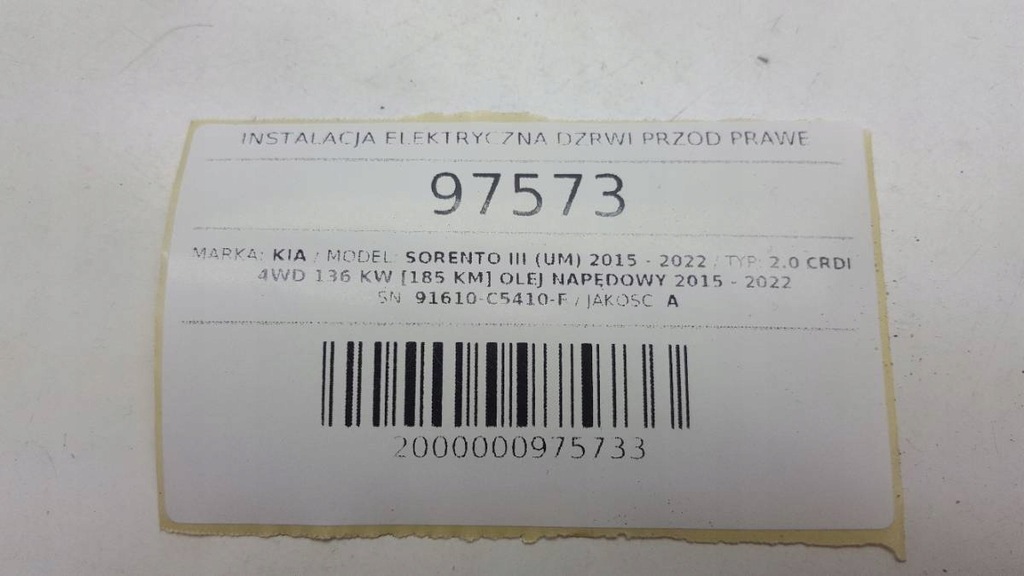 INSTALACJA ELEKTRYCZNA DZRWI PRZOD PRAWE
97573
MARKA: KIA / MODEL: SORENTO III (UM) 2015 - 2022 / TYP: 2.0 CRDI
4WD 136 KW [185 KM] OLEJ NAPĘDOWY 2015 - 2022
SN: 91610-C5410-F / JAKOSC: A
2000000975733